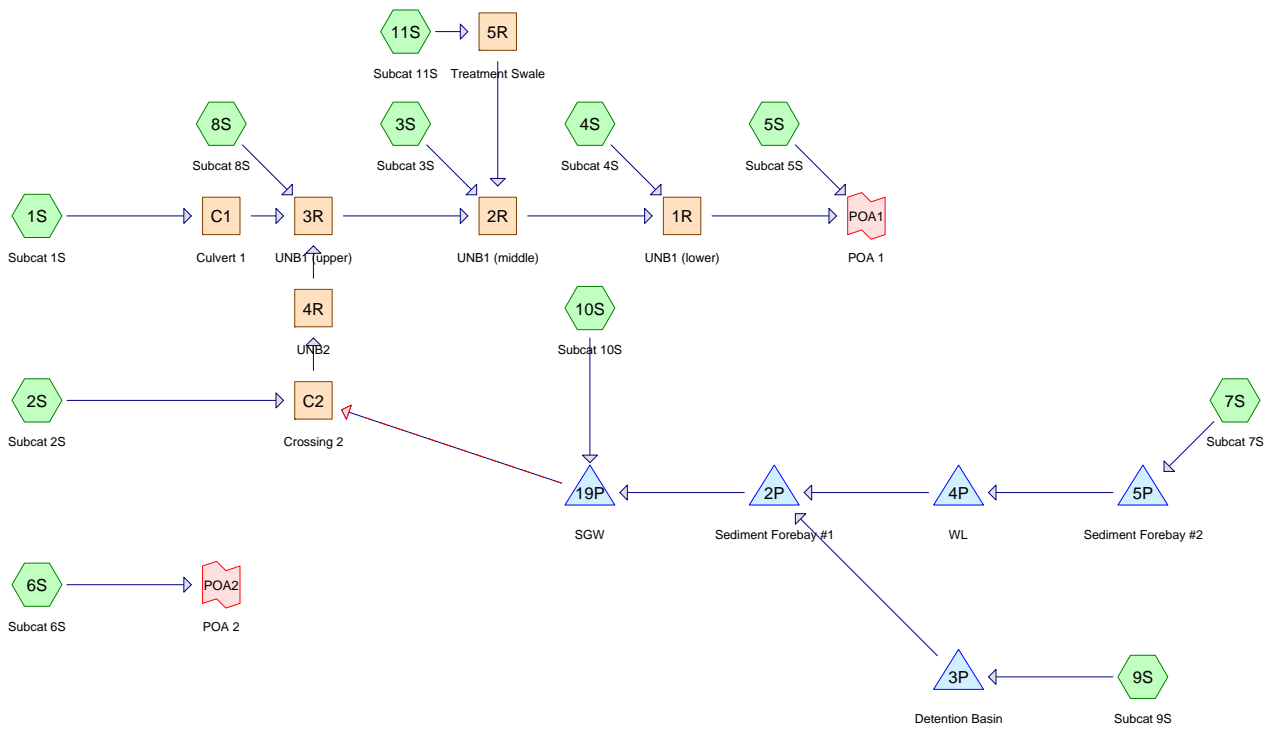 11S
5R
Subcat 11S
Treatment Swale
8S
3S
4S
5S
Subcat 8S
Subcat 3S
Subcat 4S
Subcat 5S
1S
C1
3R
2R
1R
POA1
Subcat 1S
Culvert 1
UNB1 (upper)
UNB1 (middle)
UNB1 (lower)
POA 1
4R
10S
UNB2
Subcat 10S
2S
C2
7S
Subcat 2S
Crossing 2
Subcat 7S
19P
2P
4P
5P
SGW
Sediment Forebay #1
WL
Sediment Forebay #2
6S
POA2
Subcat 6S
POA 2
3P
9S
Detention Basin
Subcat 9S